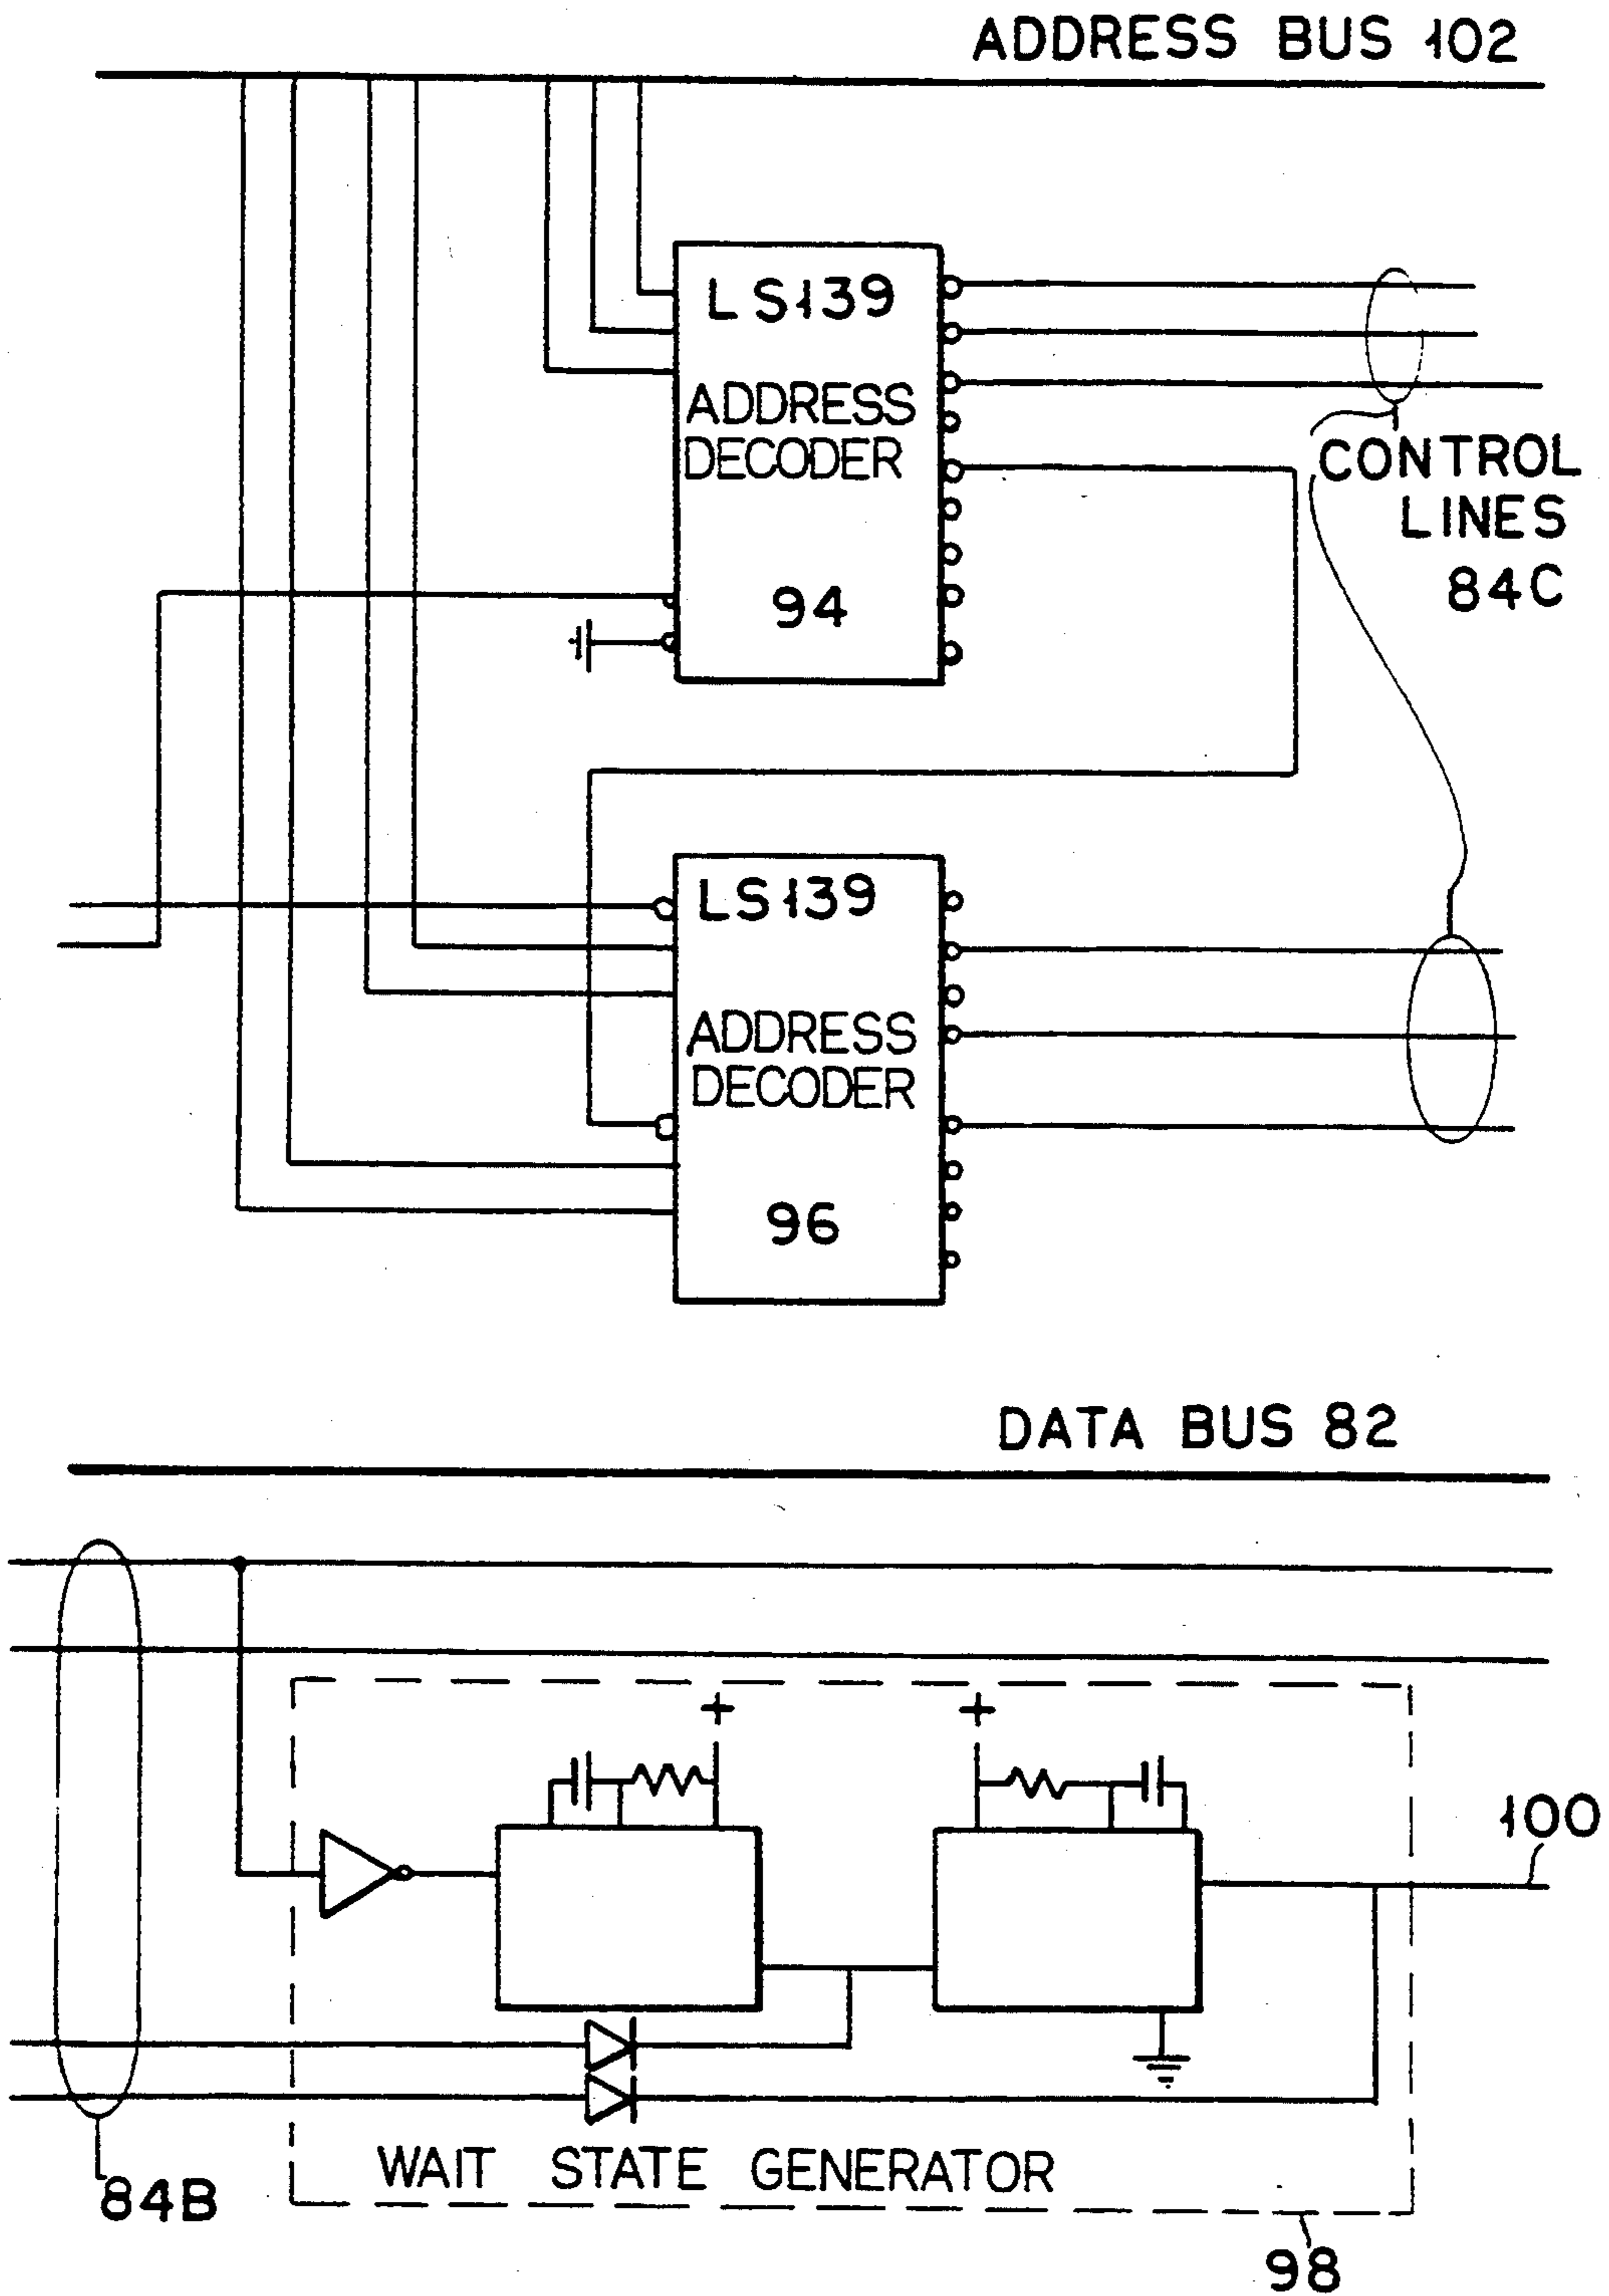 ADDRESS BUS 102
LS139
ADDRESS
DECODER
94
CONTROL
LINES
84C
LS139
ADDRESS
DECODER
96
DATA BUS 82
100
WAIT STATE GENERATOR
84B
98